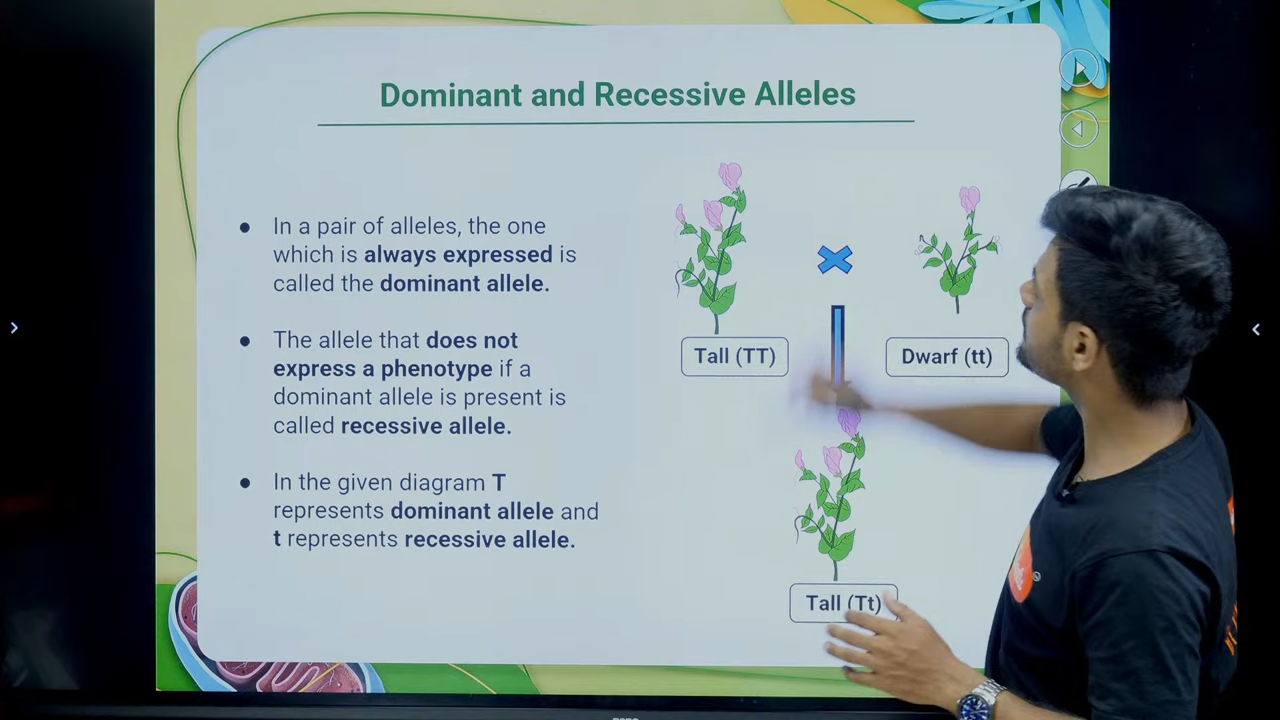 Dominant and Recessive Alleles
In a pair of alleles, the one
which is always expressed is
called the dominant allele.
The allele that does not
express a phenotype if a
dominant allele is present is
called recessive allele.
In the given diagram T
represents dominant allele and
t represents recessive allele.
Tall (TT)
Dwarf (tt)
Tall (Tt)